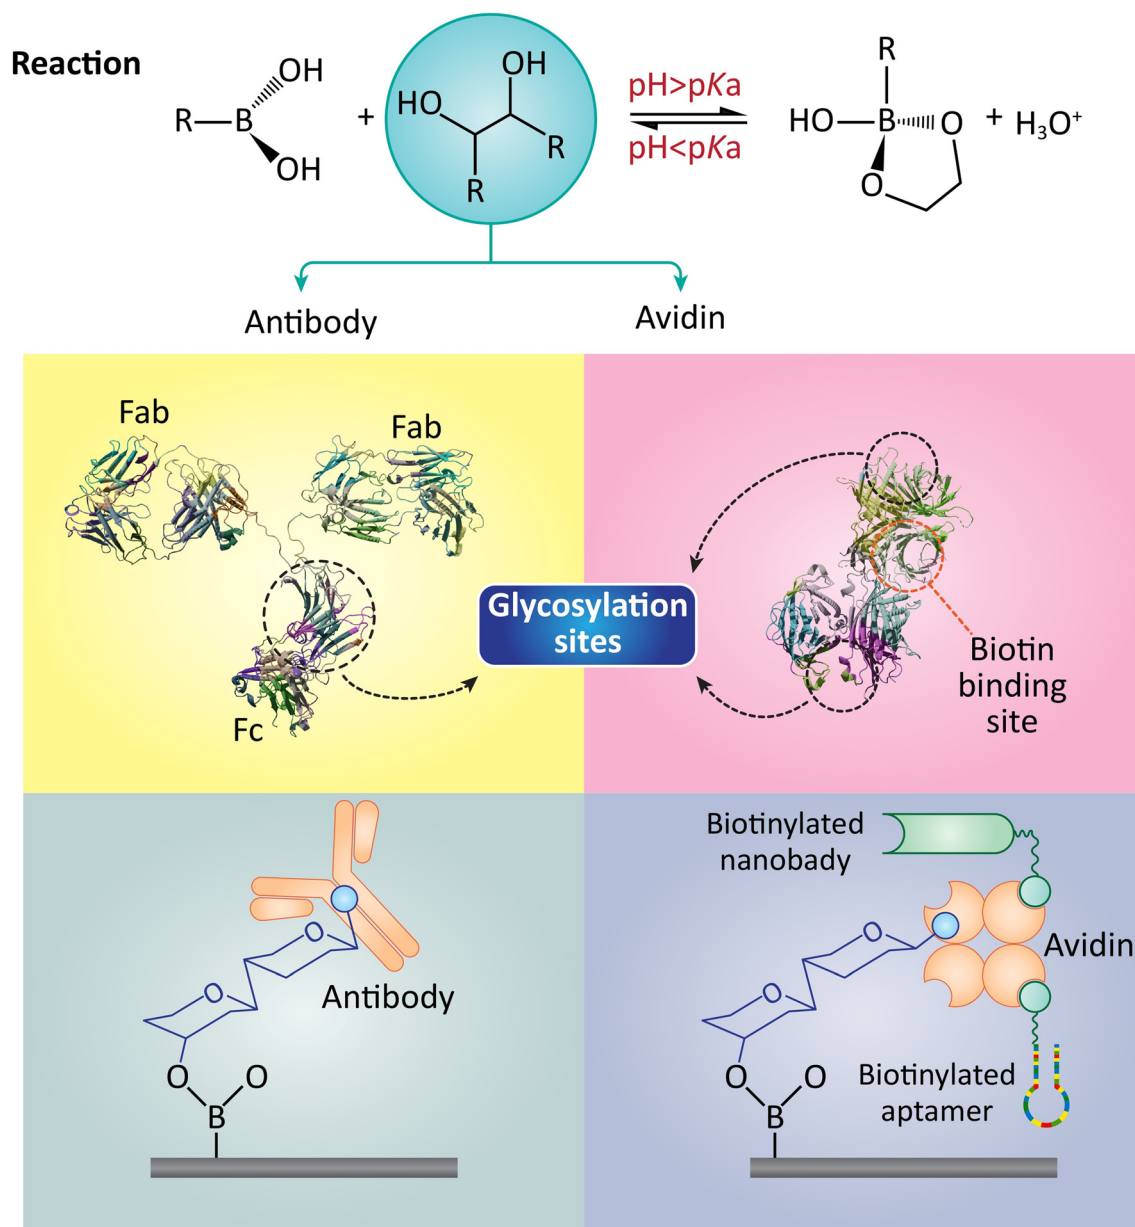 Reaction
R
B
OH
OH
+
HO
OH
R
R
pH>pKa
pH<pKa
R
HO
B
O
O
+
H₃O⁺
Antibody
Avidin
Fab
Fab
Fc
Glycosylation
sites
Biotin
binding
site
O
O
Antibody
O
O
B
Biotinylated
nanobady
O
O
Avidin
O
O
B
Biotinylated
aptamer